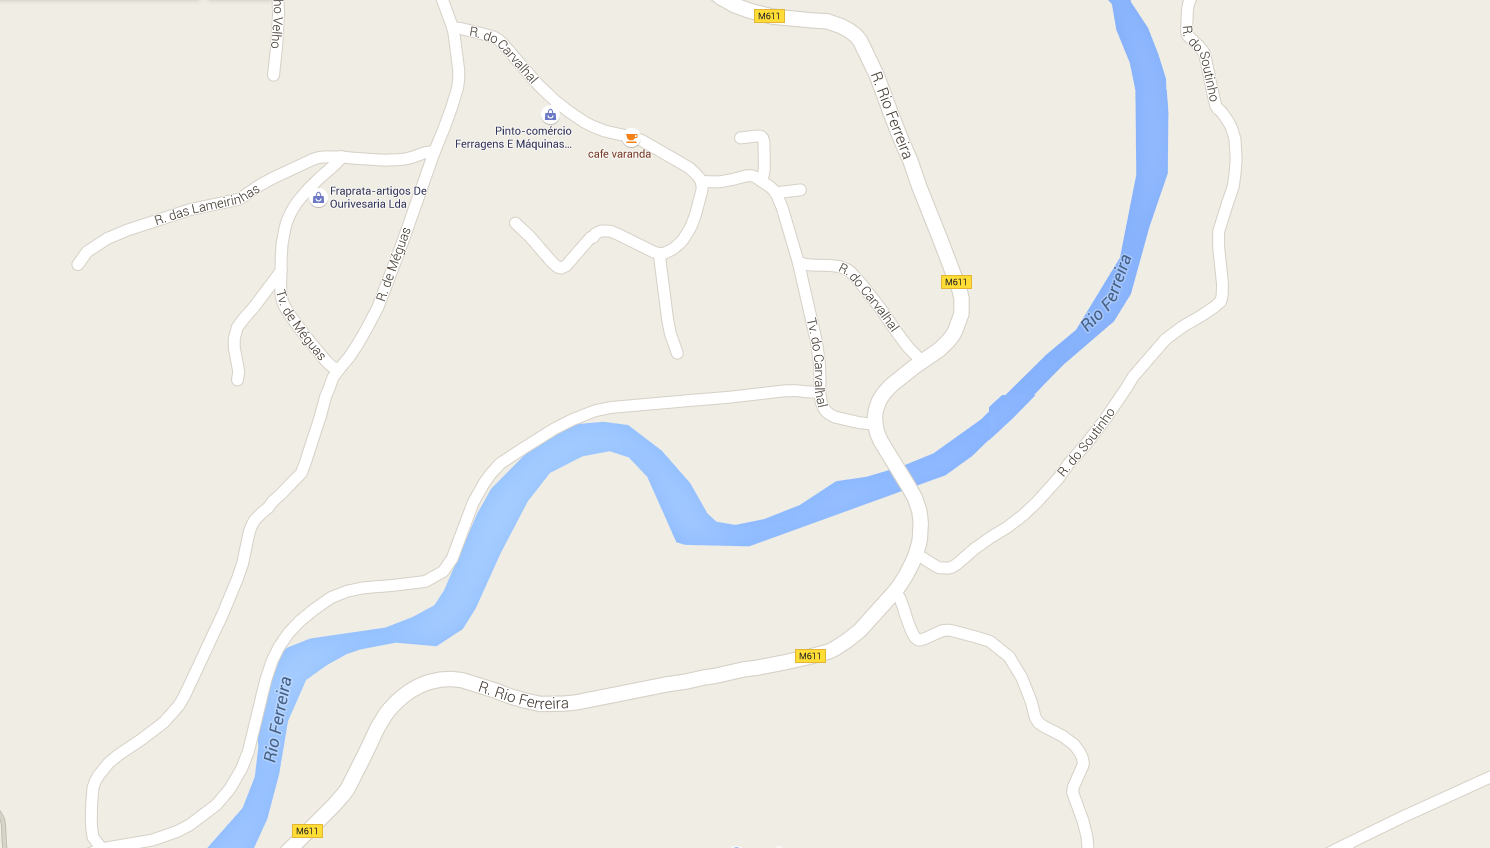 ho Velho
M611
R. do Carvalhal
R. do Soutinho
R. Rio Ferreira
Pinto-comércio
Ferragens E Máquinas...
cafe varanda
Fraprata-artigos De
Ourivesaria Lda
R. das Lameirinhas
R. de Méguas
R. do Carvalhal
M611
Rio Ferreira
Tv. de Méguas
Tv. do Carvalhal
R. do Soutinho
M611
R. Rio Ferreira
Rio Ferreira
M611